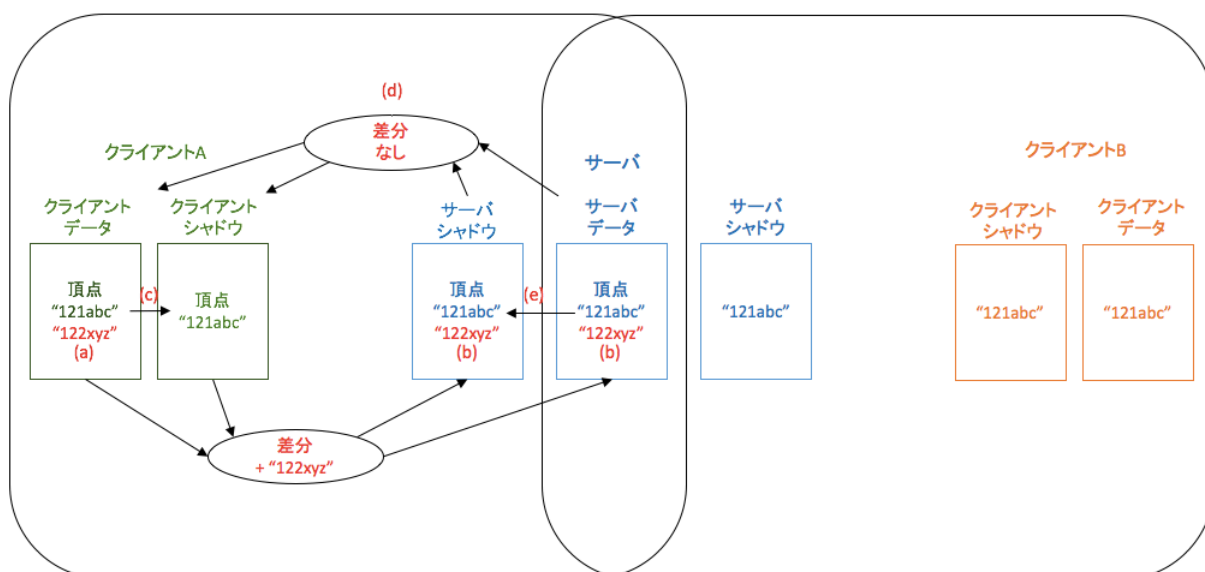 (d)
差分
なし
クライアントA
サーバ
クライアントB
クライアント
データ
クライアント
シャドウ
サーバ
シャドウ
サーバ
データ
サーバ
シャドウ
クライアント
シャドウ
クライアント
データ
頂点
“121abc”
“122xyz”
(a)
(c)
頂点
“121abc”
頂点
“121abc”
“122xyz”
(b)
(e)
頂点
“121abc”
“122xyz”
(b)
“121abc”
“121abc”
“121abc”
差分
+ “122xyz”